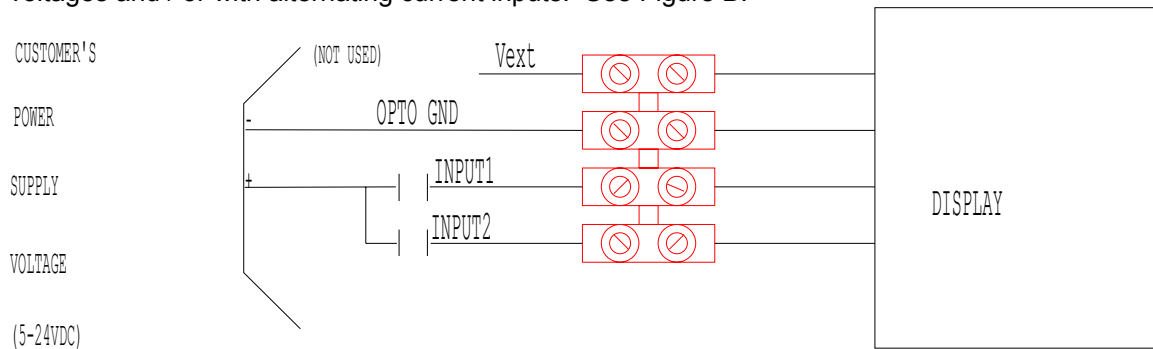 voltages and / or with alternating current inputs. See Figure B.
CUSTOMER'S
(NOT USED)
Vext
POWER
-
OPTO GND
SUPPLY
+
INPUT1
DISPLAY
INPUT2
VOLTAGE
(5-24VDC)